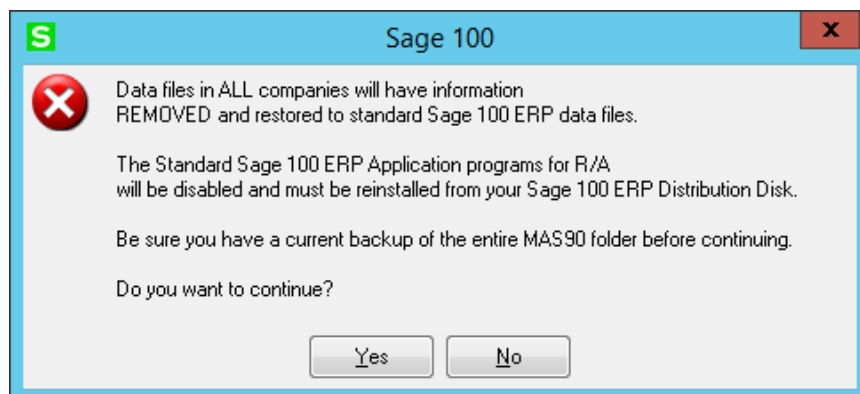 S
Sage 100
x
Data files in ALL companies will have information
REMOVED and restored to standard Sage 100 ERP data files.
The Standard Sage 100 ERP Application programs for R/A
will be disabled and must be reinstalled from your Sage 100 ERP Distribution Disk.
Be sure you have a current backup of the entire MAS90 folder before continuing.
Do you want to continue?
Yes
No